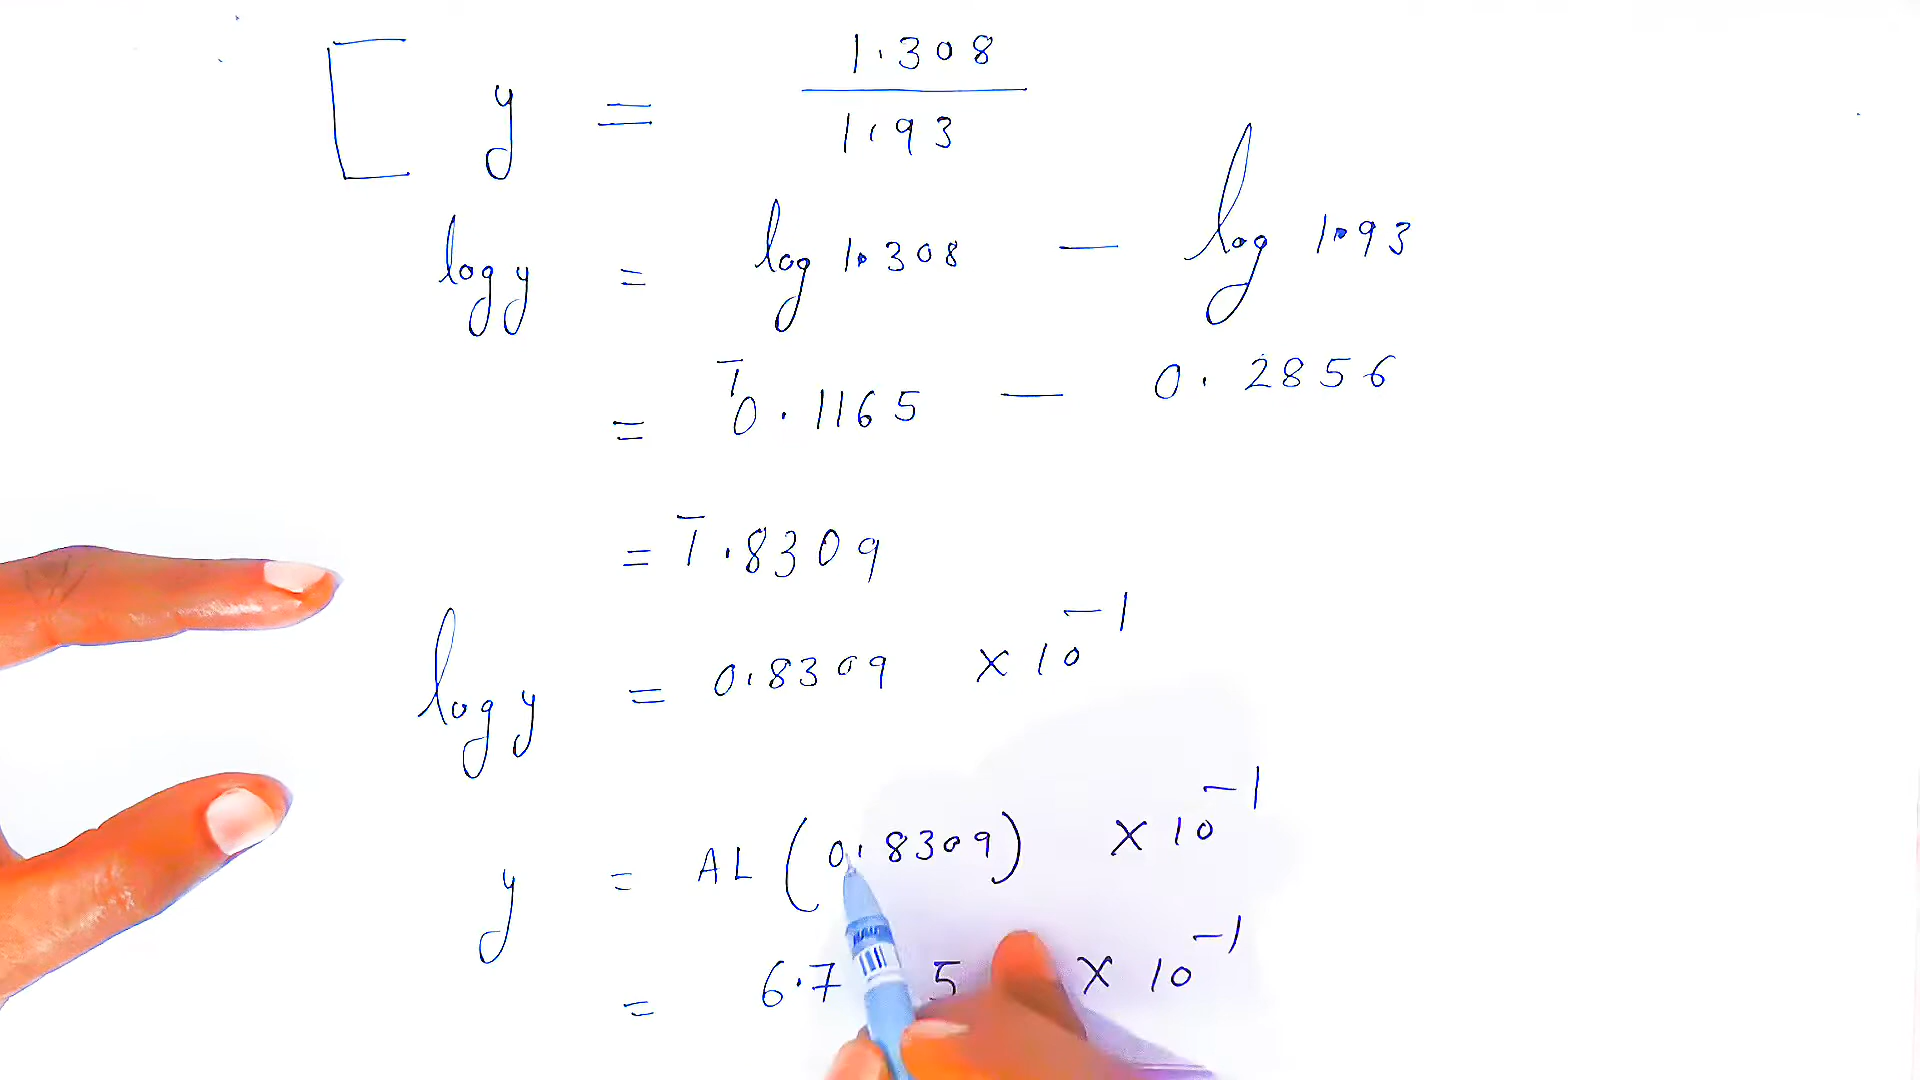 y = 1.308
1.93
log y = log 1.308 - log 1.93
= 1̄ 0.1165 - 0.2856
= 1̄.8309
log y = 0.8309 × 10⁻¹
y = AL (0.8309) × 10⁻¹
= 6.7 5 × 10⁻¹